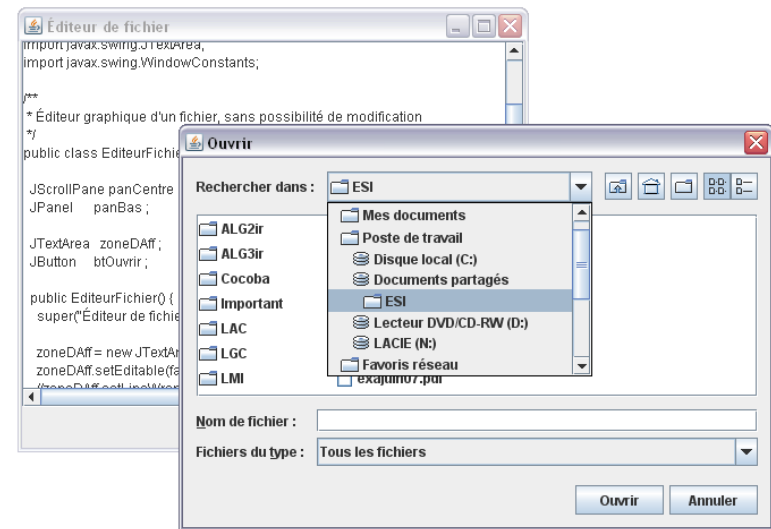 Éditeur de fichier
import javax.swing.JTextArea;
import javax.swing.WindowConstants;
/**
* Éditeur graphique d'un fichier, sans possibilité de modification
*/
public class EditeurFichie
JScrollPane panCentre
JPanel panBas ;
JTextArea zoneDAff ;
JButton btOuvrir ;
public EditeurFichier() {
super("Éditeur de fichie
zoneDAff = new JTextAr
zoneDAff.setEditable(fa
//zoneDAff.setLineWrap
Ouvrir
Rechercher dans :
ESI
ALG2ir
ALG3ir
Cocoba
Important
LAC
LGC
LMI
Mes documents
Poste de travail
Disque local (C:)
Documents partagés
ESI
Lecteur DVD/CD-RW (D:)
LACIE (N:)
Favoris réseau
exajuin07.pdf
Nom de fichier :
Fichiers du type : Tous les fichiers
Ouvrir Annuler